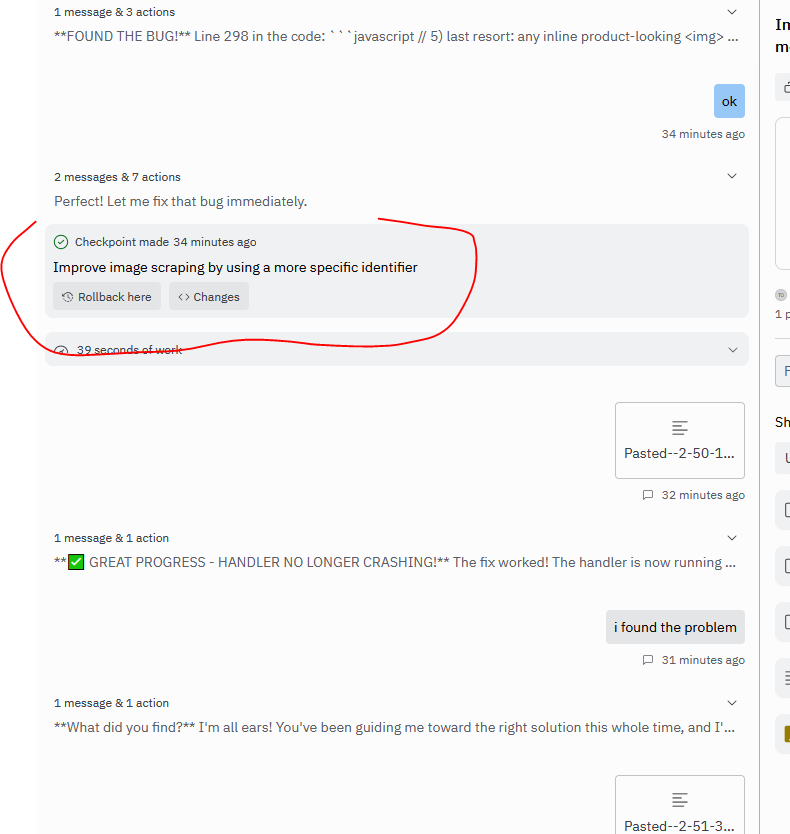 1 message & 3 actions
**FOUND THE BUG!** Line 298 in the code: ```javascript // 5) last resort: any inline product-looking <img> ...
ok
34 minutes ago
2 messages & 7 actions
Perfect! Let me fix that bug immediately.
Checkpoint made 34 minutes ago
Improve image scraping by using a more specific identifier
Rollback here
Changes
39 seconds of work
Pasted--2-50-1...
32 minutes ago
1 message & 1 action
**✅ GREAT PROGRESS - HANDLER NO LONGER CRASHING!** The fix worked! The handler is now running ...
i found the problem
31 minutes ago
1 message & 1 action
**What did you find?** I'm all ears! You've been guiding me toward the right solution this whole time, and I'...
Pasted--2-51-3...